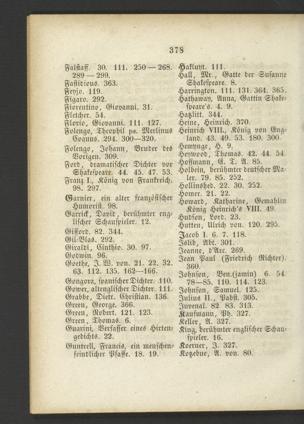 378
Falstaff. 30. 111. 250—268.
289—299.
Fastidious. 363.
Feyjo. 119.
Figaro. 292.
Fiorentino, Giovanni. 31.
Fletcher. 54.
Florio, Giovanni. 111. 127.
Folengo, Theophil ps. Merlinus
Goanus. 294. 309—320.
Folengo, Johann, Bruder des
Vorigen. 309.
Ford, dramatischer Dichter vor
Shakespeare. 44. 45. 47. 53.
Franz I., König von Frankreich.
98. 297.
Garnier, ein alter französischer
Humorist. 98.
Garrick, David, berühmter eng-
lischer Schauspieler. 12.
Gifford. 82. 344.
Gil-Blas. 292.
Giraldi, Cinthio. 30. 97.
Godwin. 96.
Goethe, J. W. von. 21. 22. 32.
63. 112. 135. 162—166.
Gongora, spanischer Dichter. 110.
Gower, altenglischer Dichter. 111.
Grabbe, Diet. Christian. 136.
Green, George. 366.
Green, Robert. 121. 123.
Green, Thomas. 6.
Guarini, Verfasser eines Hirten-
gedichts. 22.
Guntrell, Francis, ein menschen-
feindlicher Pfaffe. 18. 19.
Hakluyt. 111.
Hall, Mr., Gatte der Susanne
Shakespeare. 8.
Harrington. 111. 131. 364. 365.
Hathaway, Anna, Gattin Shake-
speare's. 4. 9.
Hazlitt. 344.
Heine, Heinrich. 370.
Heinrich VIII., König von Eng-
land. 43. 49. 53. 180. 300.
Hemynge, H. 9.
Heywood, Thomas. 42. 44. 54.
Hoffmann, E. T. A. 85.
Holbein, berühmter deutscher Ma-
ler. 79. 85. 252.
Hollinshed. 22. 30. 252.
Homer. 21. 22.
Howard, Katharine, Gemahlin
König Heinrich's VIII. 49.
Hudson, Lord. 23.
Hutten, Ulrich von. 120. 295.
Jacob I. 6. 7. 118.
Jalid, Abt. 301.
Jeanne, d'Arc. 269.
Jean Paul (Friedrich Richter).
360.
Johnson, Ben.(jamin) 6. 54
78—85. 110. 114. 123.
Johnson, Samuel. 125.
Julius II., Pabst. 305.
Juvenal. 82. 83. 313.
Kaufmann, Ph. 327.
Keller, A. 327.
King, berühmter englischer Schau-
spieler. 16.
Koerner, J. 327.
Kotzebue, A. von. 80.